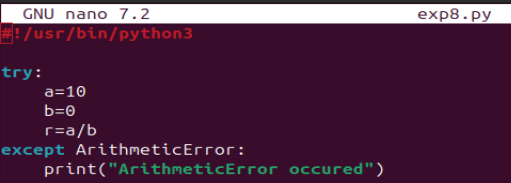 GNU nano 7.2 exp8.py
#!/usr/bin/python3
try:
    a=10
    b=0
    r=a/b
except ArithmeticError:
    print("ArithmeticError occured")